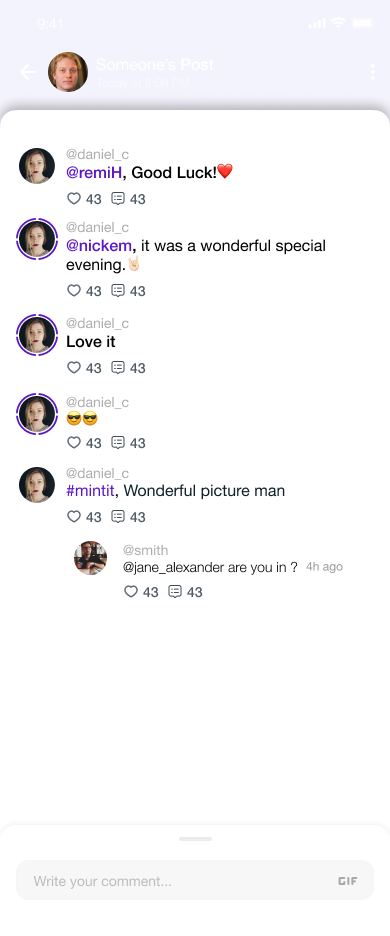 9:41
Someone's Post
@daniel_c
@remiH, Good Luck!❤️
43 43
@daniel_c
@nickem, it was a wonderful special
evening.🤘🏻
43 43
@daniel_c
Love it
43 43
@daniel_c
😎😎
43 43
@daniel_c
#mintit, Wonderful picture man
43 43
@smith
@jane_alexander are you in ? 4h ago
43 43
Write your comment... GIF